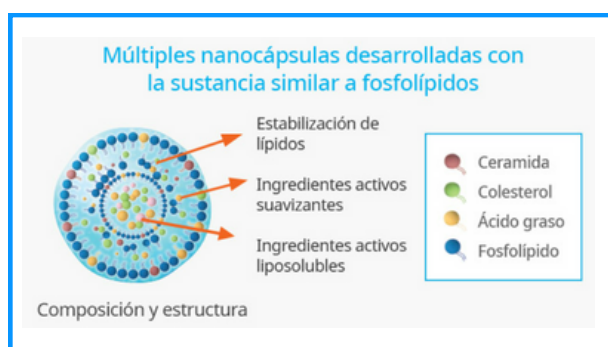 Múltiples nanocápsulas desarrolladas con
la sustancia similar a fosfolípidos
Estabilización de
lípidos
Ingredientes activos
suavizantes
Ingredientes activos
liposolubles
Ceramida
Colesterol
Ácido graso
Fosfolípido
Composición y estructura